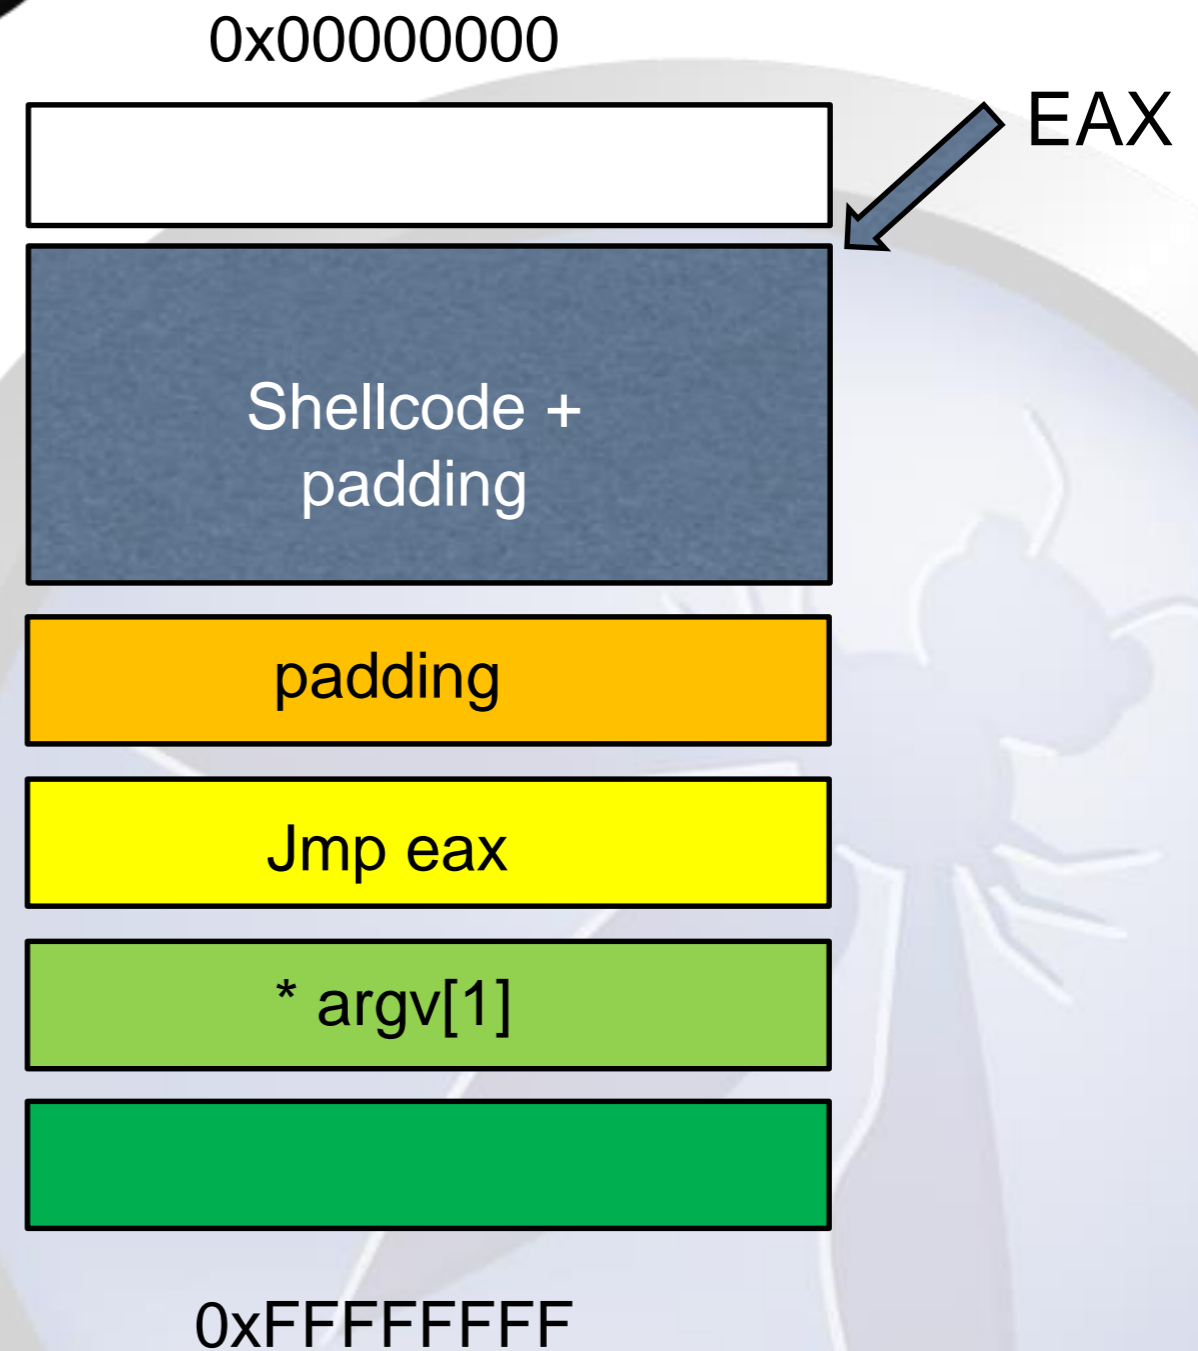 0x00000000
EAX
Shellcode +
padding
padding
Jmp eax
* argv[1]
0xFFFFFFFF